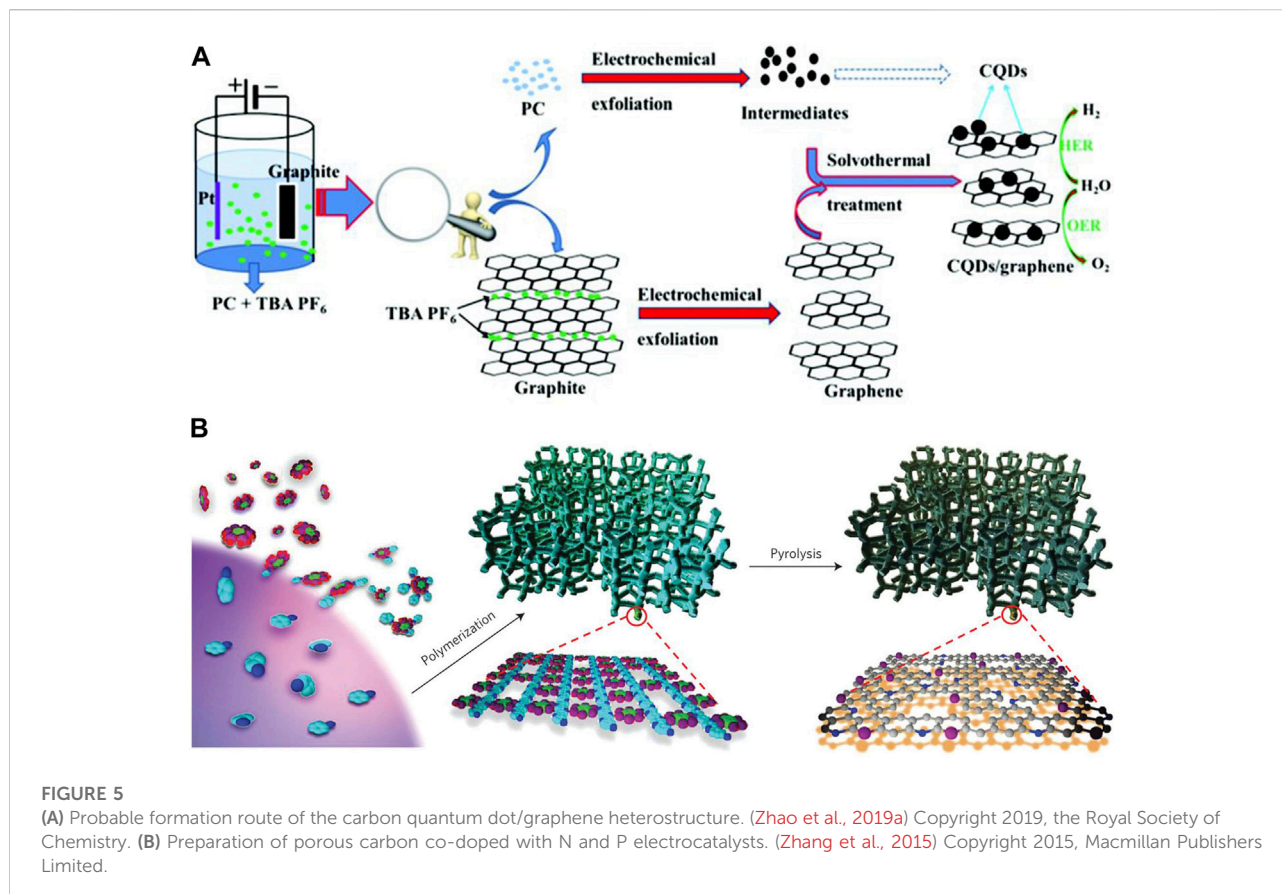 A
+
−
Graphite
Pt
PC + TBA PF₆
PC
Electrochemical
exfoliation
Intermediates
CQDs
H₂
HER
H₂O
OER
O₂
Solvothermal
treatment
CQDs/graphene
TBA PF₆
Graphite
Electrochemical
exfoliation
Graphene
B
Polymerization
Pyrolysis
FIGURE 5
(A) Probable formation route of the carbon quantum dot/graphene heterostructure. (Zhao et al., 2019a) Copyright 2019, the Royal Society of
Chemistry. (B) Preparation of porous carbon co-doped with N and P electrocatalysts. (Zhang et al., 2015) Copyright 2015, Macmillan Publishers
Limited.